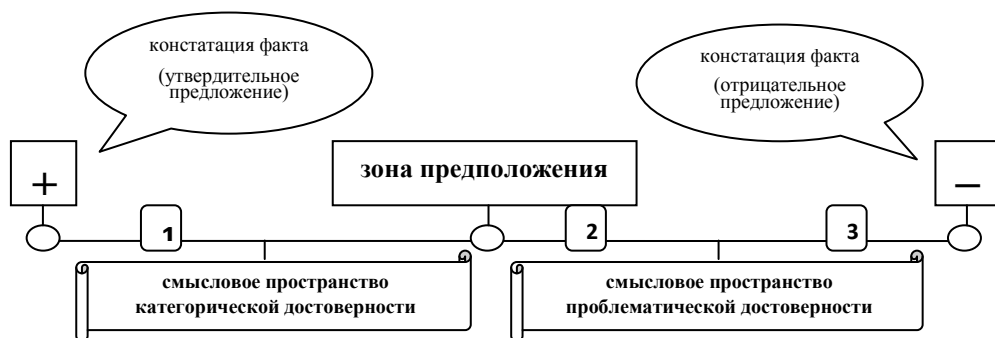 констатация факта
(утвердительное
предложение)
констатация факта
(отрицательное
предложение)
+
зона предположения
–
1
2
3
смысловое пространство
категорической достоверности
смысловое пространство
проблематической достоверности